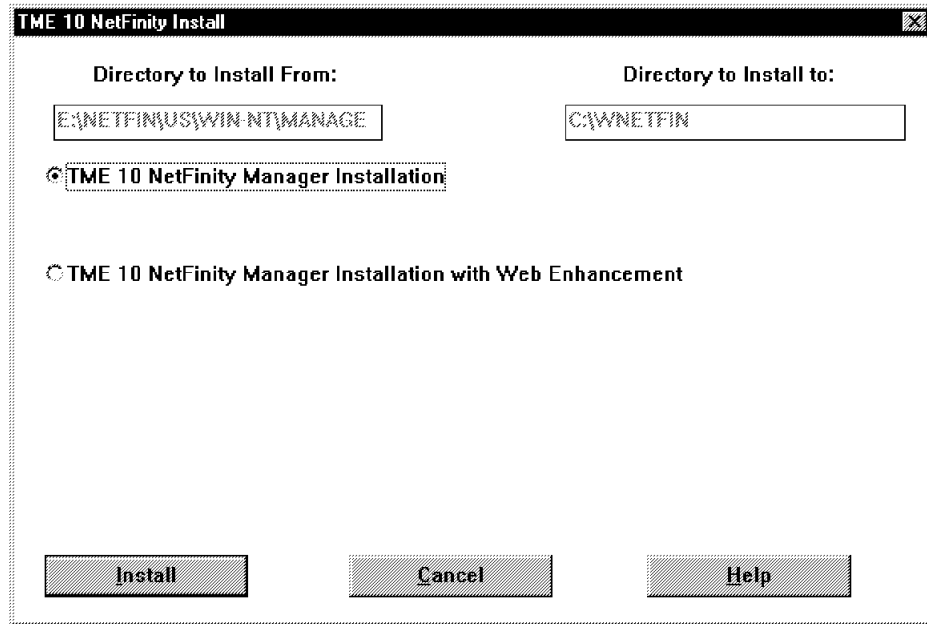 TME 10 NetFinity Install
Directory to Install From:
Directory to Install to:
E:\NETFIN\US\WIN-NT\MANAGE
C:\WNETFIN
TME 10 NetFinity Manager Installation
TME 10 NetFinity Manager Installation with Web Enhancement
Install
Cancel
Help